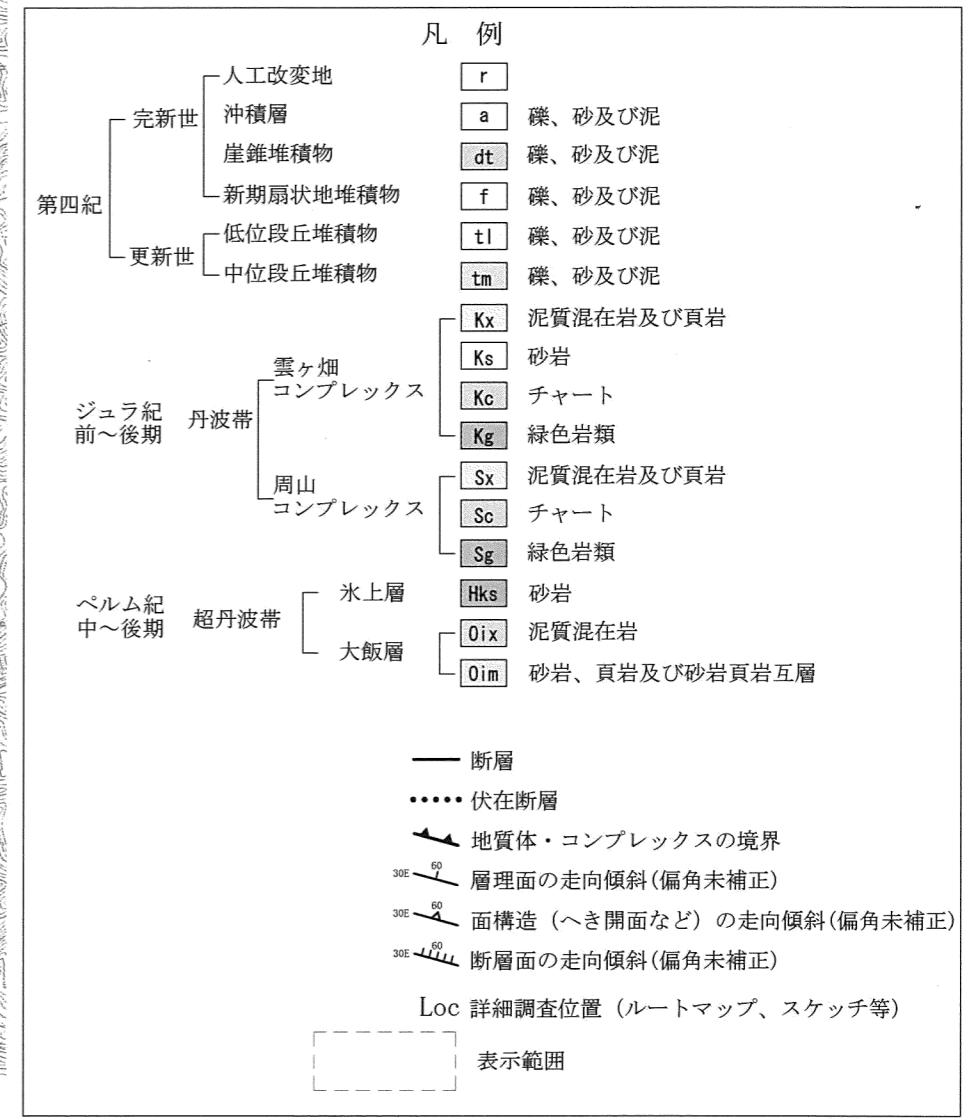 凡 例
人工改変地 r
完新世
沖積層 a 礫、砂及び泥
崖錐堆積物 dt 礫、砂及び泥
第四紀
新期扇状地堆積物 f 礫、砂及び泥
低位段丘堆積物 tl 礫、砂及び泥
更新世
中位段丘堆積物 tm 礫、砂及び泥
Kx 泥質混在岩及び頁岩
雲ヶ畑
コンプレックス
Ks 砂岩
ジュラ紀
前~後期
丹波帯
Kc チャート
Kg 緑色岩類
Sx 泥質混在岩及び頁岩
周山
コンプレックス
Sc チャート
Sg 緑色岩類
ペルム紀
中~後期
超丹波帯
氷上層 Hks 砂岩
大飯層
Oix 泥質混在岩
Oim 砂岩、頁岩及び砂岩頁岩互層
断層
伏在断層
地質体・コンプレックスの境界
30E 60 層理面の走向傾斜(偏角未補正)
30E 60 面構造(へき開面など)の走向傾斜(偏角未補正)
30E 60 断層面の走向傾斜(偏角未補正)
Loc 詳細調査位置(ルートマップ、スケッチ等)
表示範囲